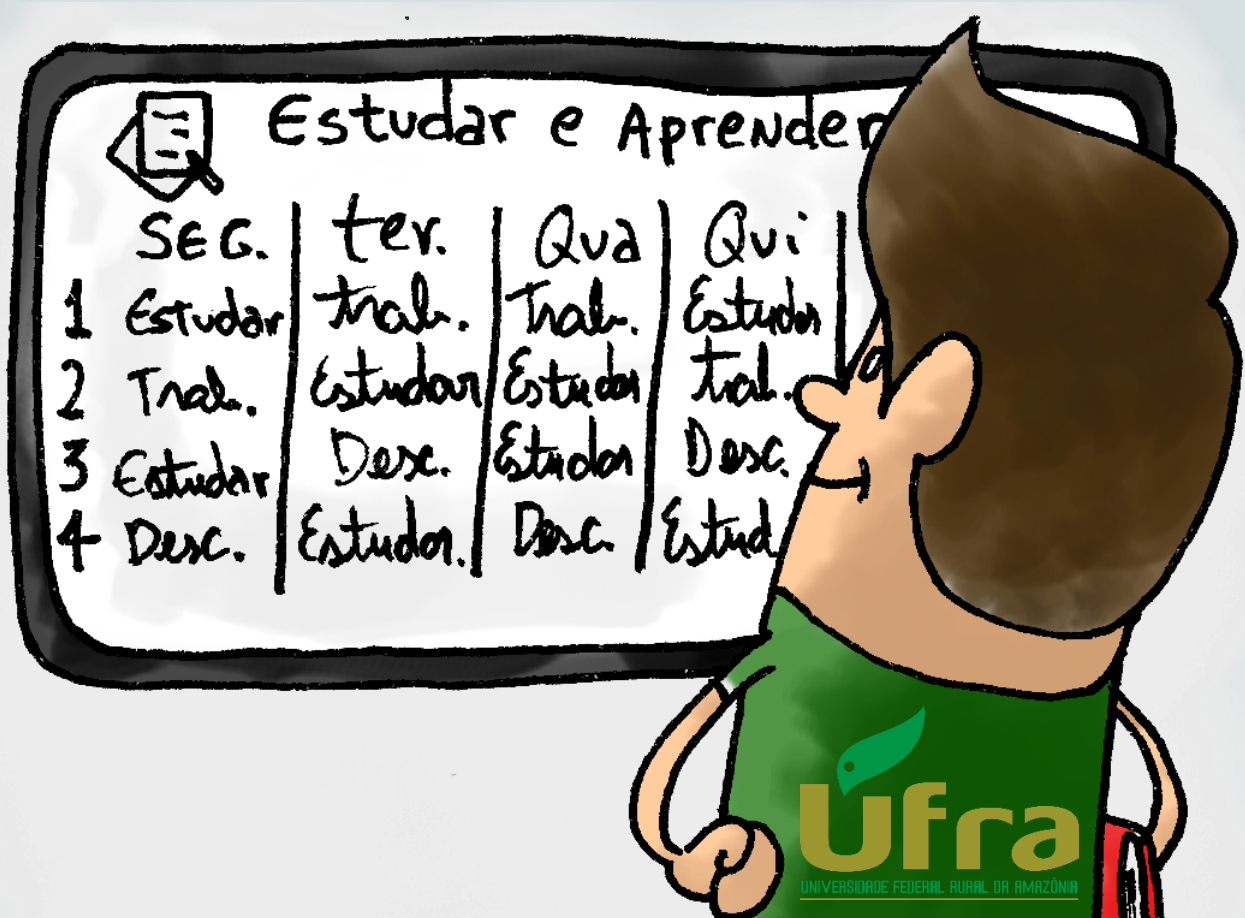 Estudar e Aprender
SEG. ter. Qua Qui
1 Estudar trab. Trab. Estudar
2 Trab. Estudar Estudar trab.
3 Estudar Desc. Estudar Desc.
4 Desc. Estudar. Desc. Estud
Ufra
UNIVERSIDADE FEDERAL RURAL DA AMAZÔNIA